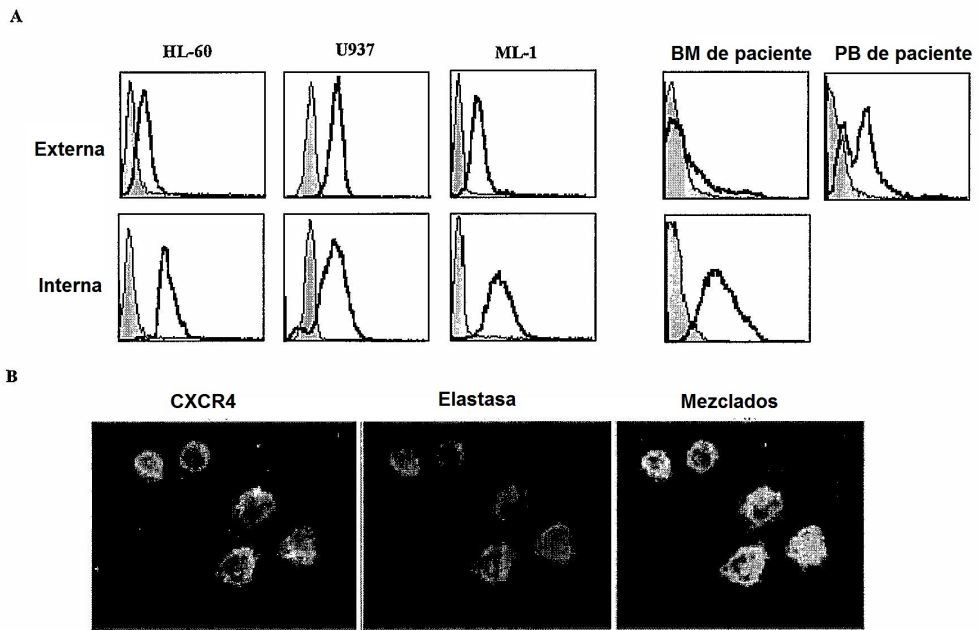 A
HL-60 U937 ML-1 BM de paciente PB de paciente
Externa
Interna
B
CXCR4 Elastasa Mezclados